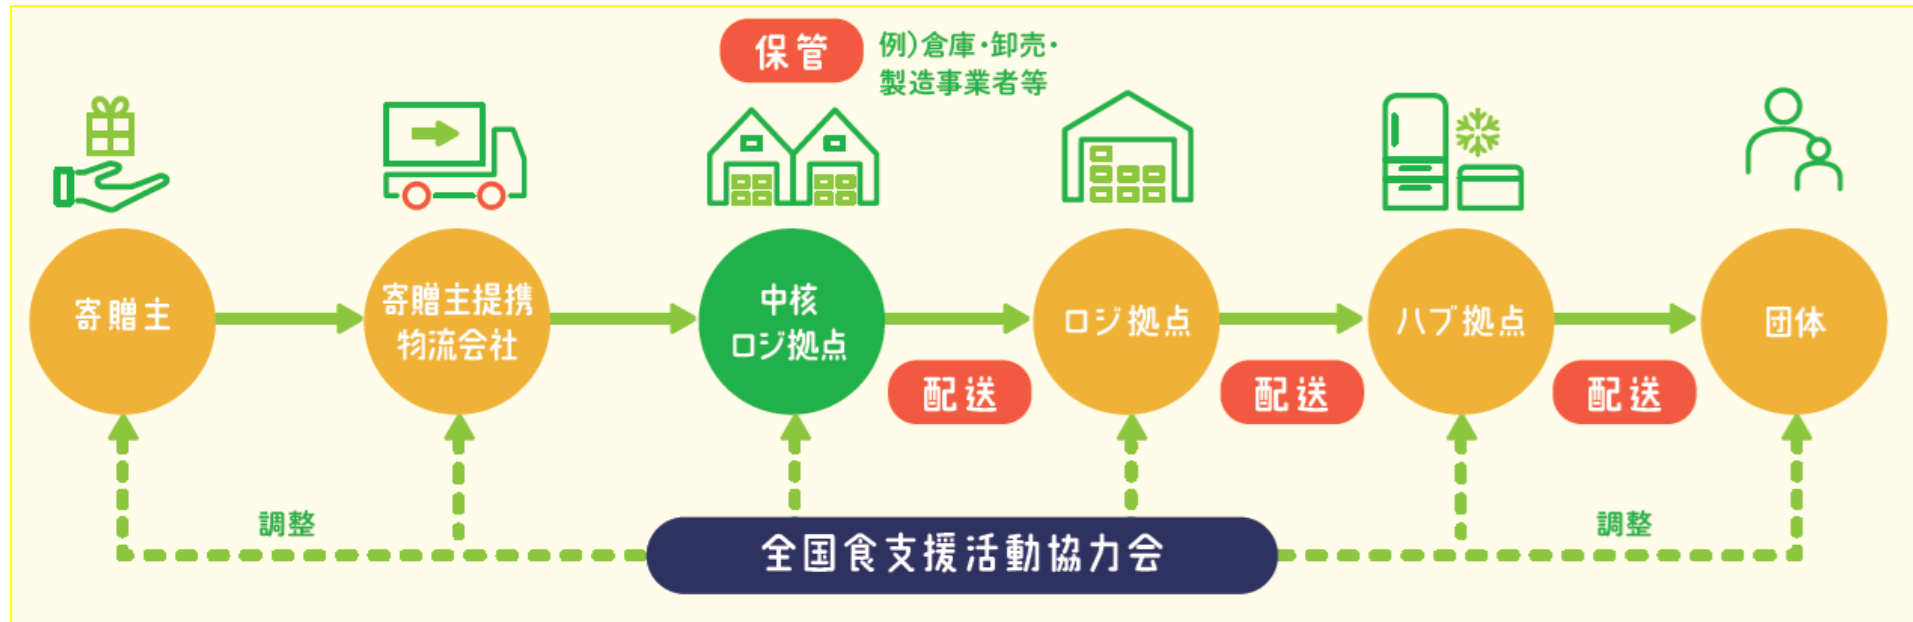 保管
例）倉庫・卸売・
製造事業者等
寄贈主
寄贈主提携
物流会社
中核
ロジ拠点
ロジ拠点
ハブ拠点
団体
配送
配送
配送
調整
調整
全国食支援活動協力会